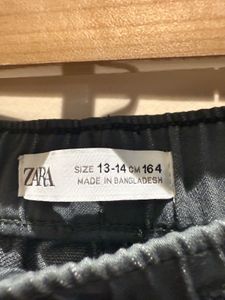 ZARA
SIZE 13-14 CM 164
MADE IN BANGLADESH